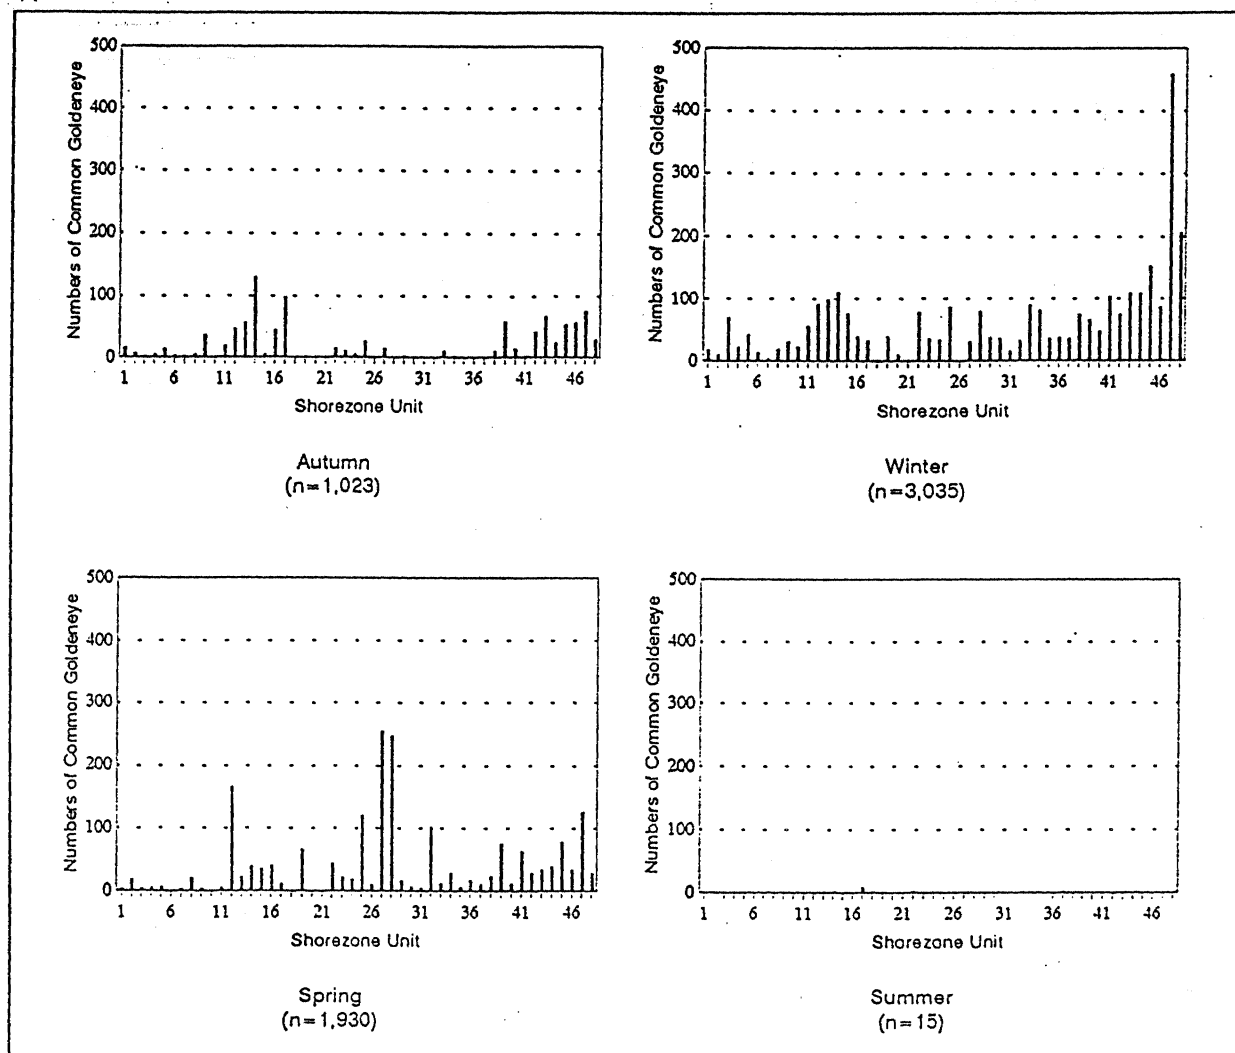 500
400
300
200
100
0
Numbers of Common Goldeneye
1 6 11 16 21 26 31 36 41 46
Shorezone Unit
Autumn
(n=1,023)
500
400
300
200
100
0
Numbers of Common Goldeneye
1 6 11 16 21 26 31 36 41 46
Shorezone Unit
Winter
(n=3,035)
500
400
300
200
100
0
Numbers of Common Goldeneye
1 6 11 16 21 26 31 36 41 46
Shorezone Unit
Spring
(n=1,930)
500
400
300
200
100
0
Numbers of Common Goldeneye
1 6 11 16 21 26 31 36 41 46
Shorezone Unit
Summer
(n=15)